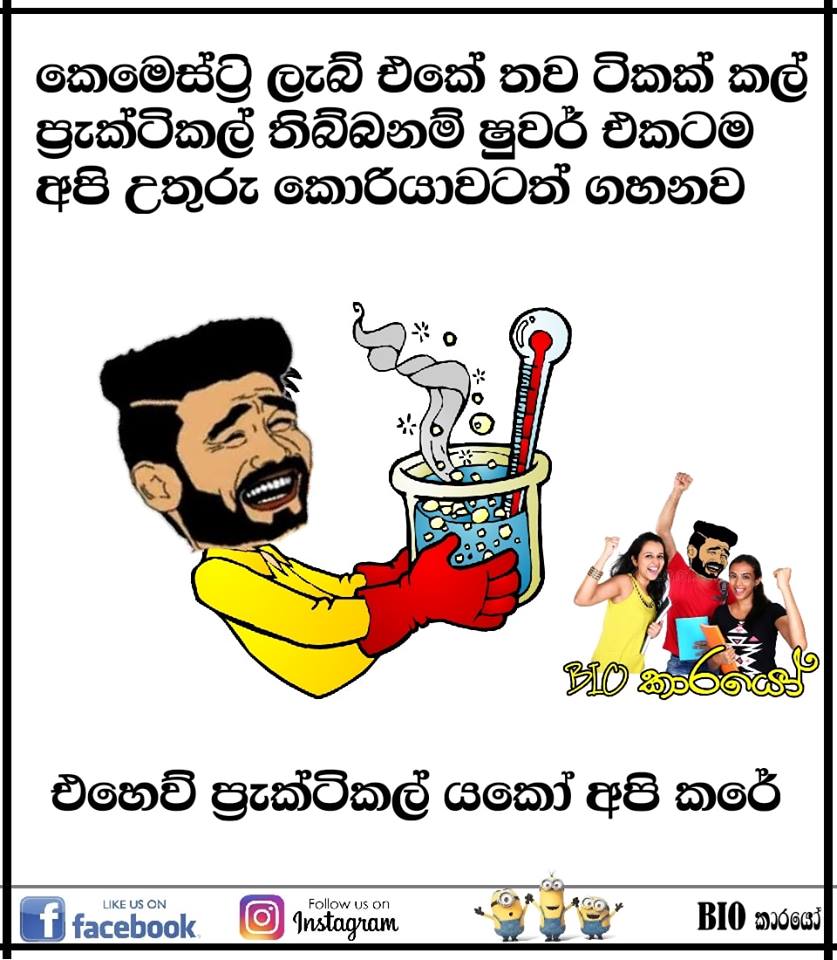 කෙමෙස්ට්‍රි ලැබ් එකේ තව ටිකක් කල්
ප්‍රැක්ටිකල් තිබ්බනම් ෂුවර් එකටම
අපි උතුරු කොරියාවටත් ගහනව
BIO කාරයෝ
එහෙව් ප්‍රැක්ටිකල් යකෝ අපි කරේ
LIKE US ON
facebook
Follow us on
Instagram
BIO කාරයෝ